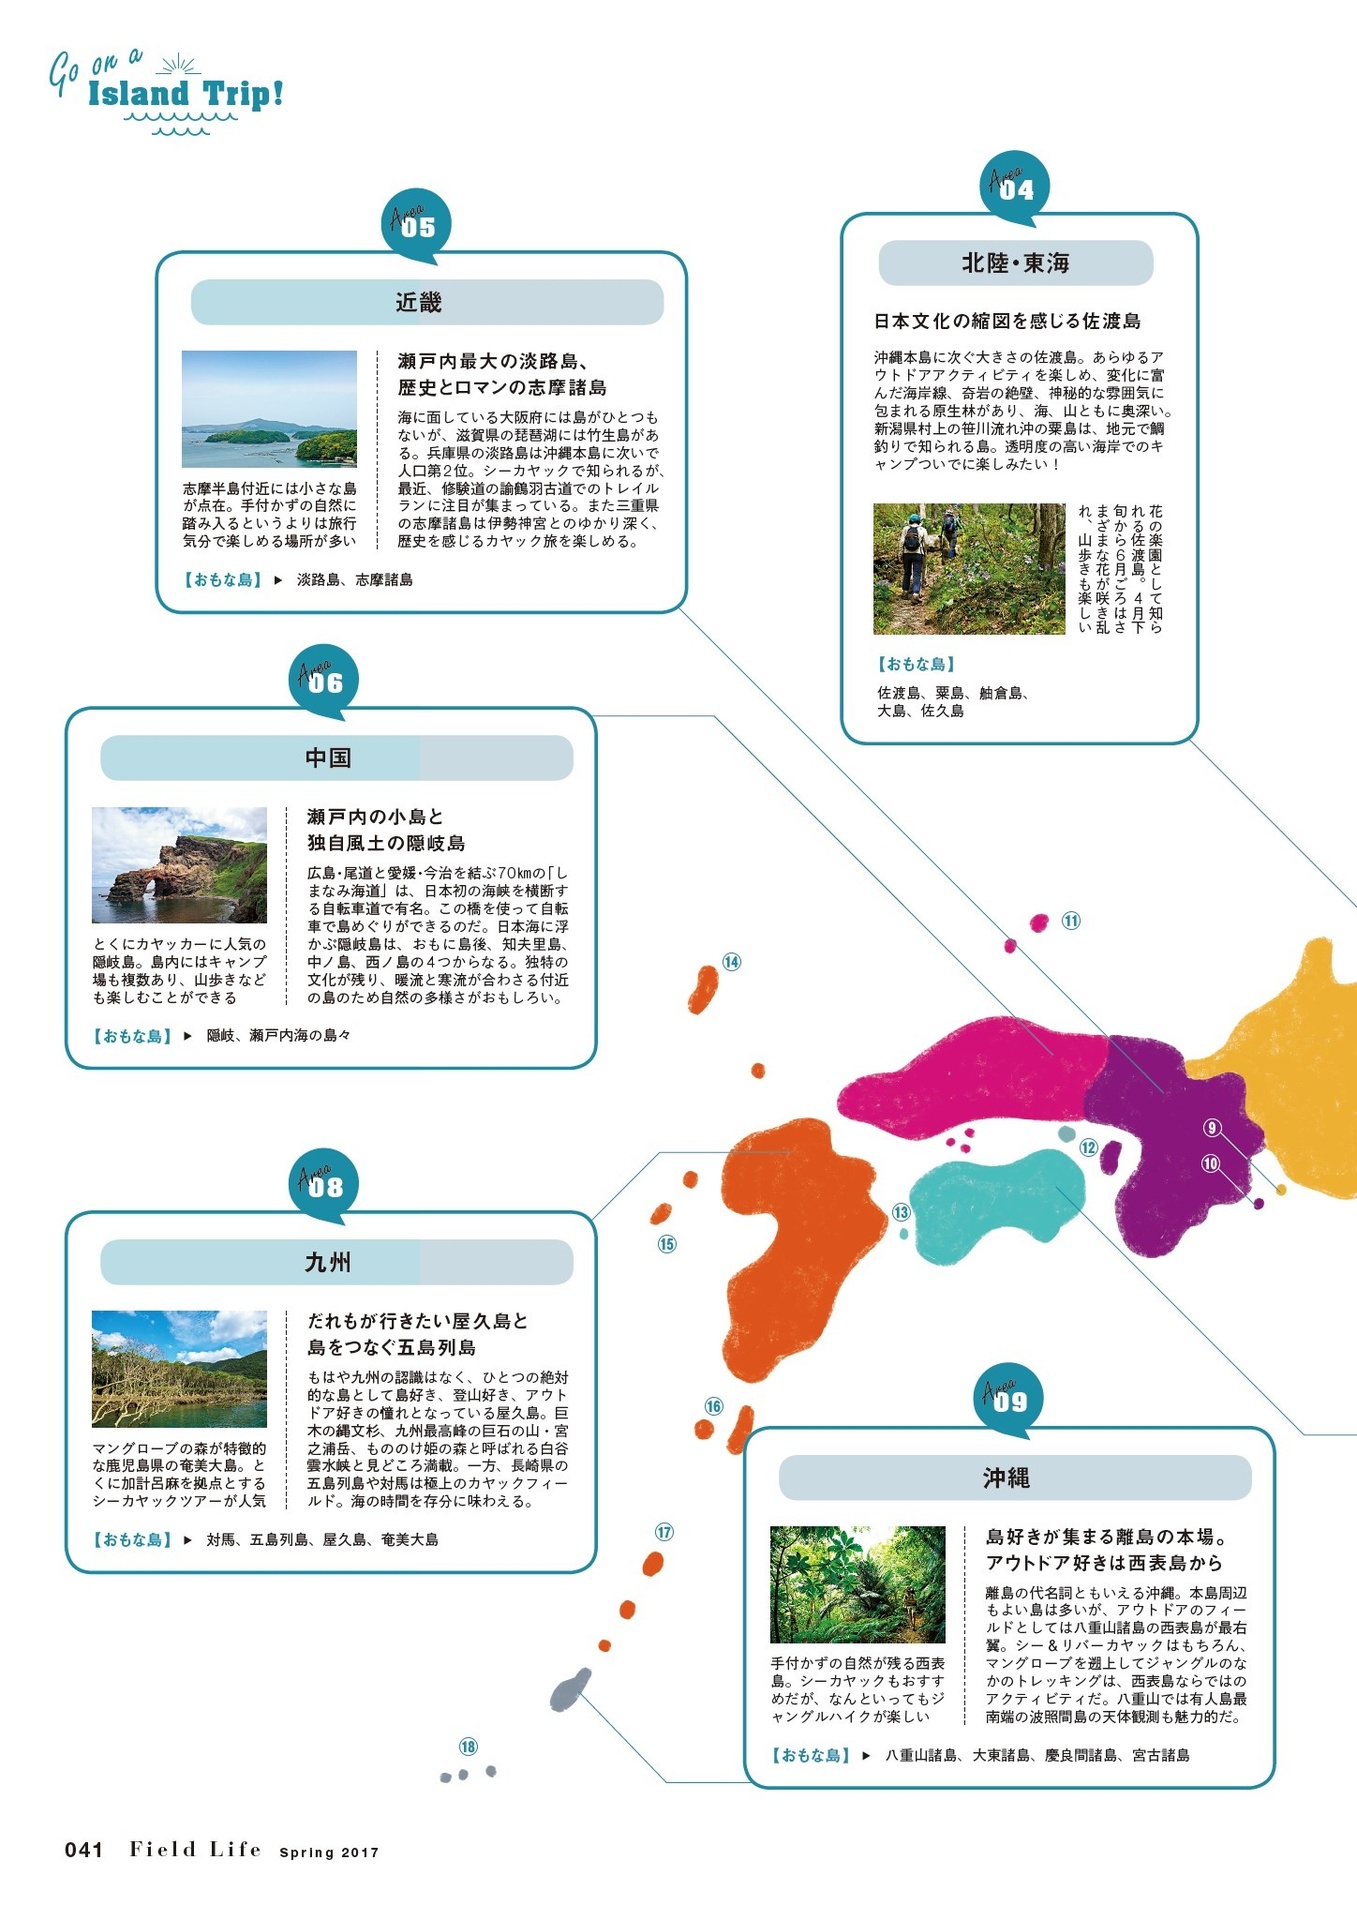 Go on a
Island Trip!
Area
05
近畿
瀬戸内最大の淡路島、
歴史とロマンの志摩諸島
海に面している大阪府には島がひとつも
ないが、滋賀県の琵琶湖には竹生島があ
る。兵庫県の淡路島は沖縄本島に次いで
人口第2位。シーカヤックで知られるが、
最近、修験道の諭鶴羽古道でのトレイル
ランに注目が集まっている。また三重県
の志摩諸島は伊勢神宮とのゆかり深く、
歴史を感じるカヤック旅を楽しめる。
志摩半島付近には小さな島
が点在。手付かずの自然に
踏み入るというよりは旅行
気分で楽しめる場所が多い
【おもな島】 ▶ 淡路島、志摩諸島
Area
04
北陸・東海
日本文化の縮図を感じる佐渡島
沖縄本島に次ぐ大きさの佐渡島。あらゆるア
ウトドアアクティビティを楽しめ、変化に富
んだ海岸線、奇岩の絶壁、神秘的な雰囲気に
包まれる原生林があり、海、山ともに奥深い。
新潟県村上の笹川流れ沖の粟島は、地元で鯛
釣りで知られる島。透明度の高い海岸でのキ
ャンプついでに楽しみたい！
花の楽園として知ら
れる佐渡島。4月下
旬から6月ごろはさ
まざまな花が咲き乱
れ、山歩きも楽しい
【おもな島】
佐渡島、粟島、舳倉島、
大島、佐久島
Area
06
中国
瀬戸内の小島と
独自風土の隠岐島
広島・尾道と愛媛・今治を結ぶ70kmの「し
まなみ海道」は、日本初の海峡を横断す
る自転車道で有名。この橋を使って自転
車で島めぐりができるのだ。日本海に浮
かぶ隠岐島は、おもに島後、知夫里島、
中ノ島、西ノ島の4つからなる。独特の
文化が残り、暖流と寒流が合わさる付近
の島のため自然の多様さがおもしろい。
とくにカヤッカーに人気の
隠岐島。島内にはキャンプ
場も複数あり、山歩きなど
も楽しむことができる
【おもな島】 ▶ 隠岐、瀬戸内海の島々
⑪
⑭
⑨
⑫
⑩
⑬
⑮
⑯
⑰
⑱
Area
08
九州
だれもが行きたい屋久島と
島をつなぐ五島列島
もはや九州の認識はなく、ひとつの絶対
的な島として島好き、登山好き、アウト
ドア好きの憧れとなっている屋久島。巨
木の縄文杉、九州最高峰の巨石の山・宮
之浦岳、もののけ姫の森と呼ばれる白谷
雲水峡と見どころ満載。一方、長崎県の
五島列島や対馬は極上のカヤックフィー
ルド。海の時間を存分に味わえる。
マングローブの森が特徴的
な鹿児島県の奄美大島。と
くに加計呂麻を拠点とする
シーカヤックツアーが人気
【おもな島】 ▶ 対馬、五島列島、屋久島、奄美大島
Area
09
沖縄
島好きが集まる離島の本場。
アウトドア好きは西表島から
離島の代名詞ともいえる沖縄。本島周辺
もよい島は多いが、アウトドアのフィー
ルドとしては八重山諸島の西表島が最右
翼。シー＆リバーカヤックはもちろん、
マングローブを遡上してジャングルのな
かのトレッキングは、西表島ならではの
アクティビティだ。八重山では有人島最
南端の波照間島の天体観測も魅力的だ。
手付かずの自然が残る西表
島。シーカヤックもおすす
めだが、なんといってもジ
ャングルハイクが楽しい
【おもな島】 ▶ 八重山諸島、大東諸島、慶良間諸島、宮古諸島
041 Field Life Spring 2017